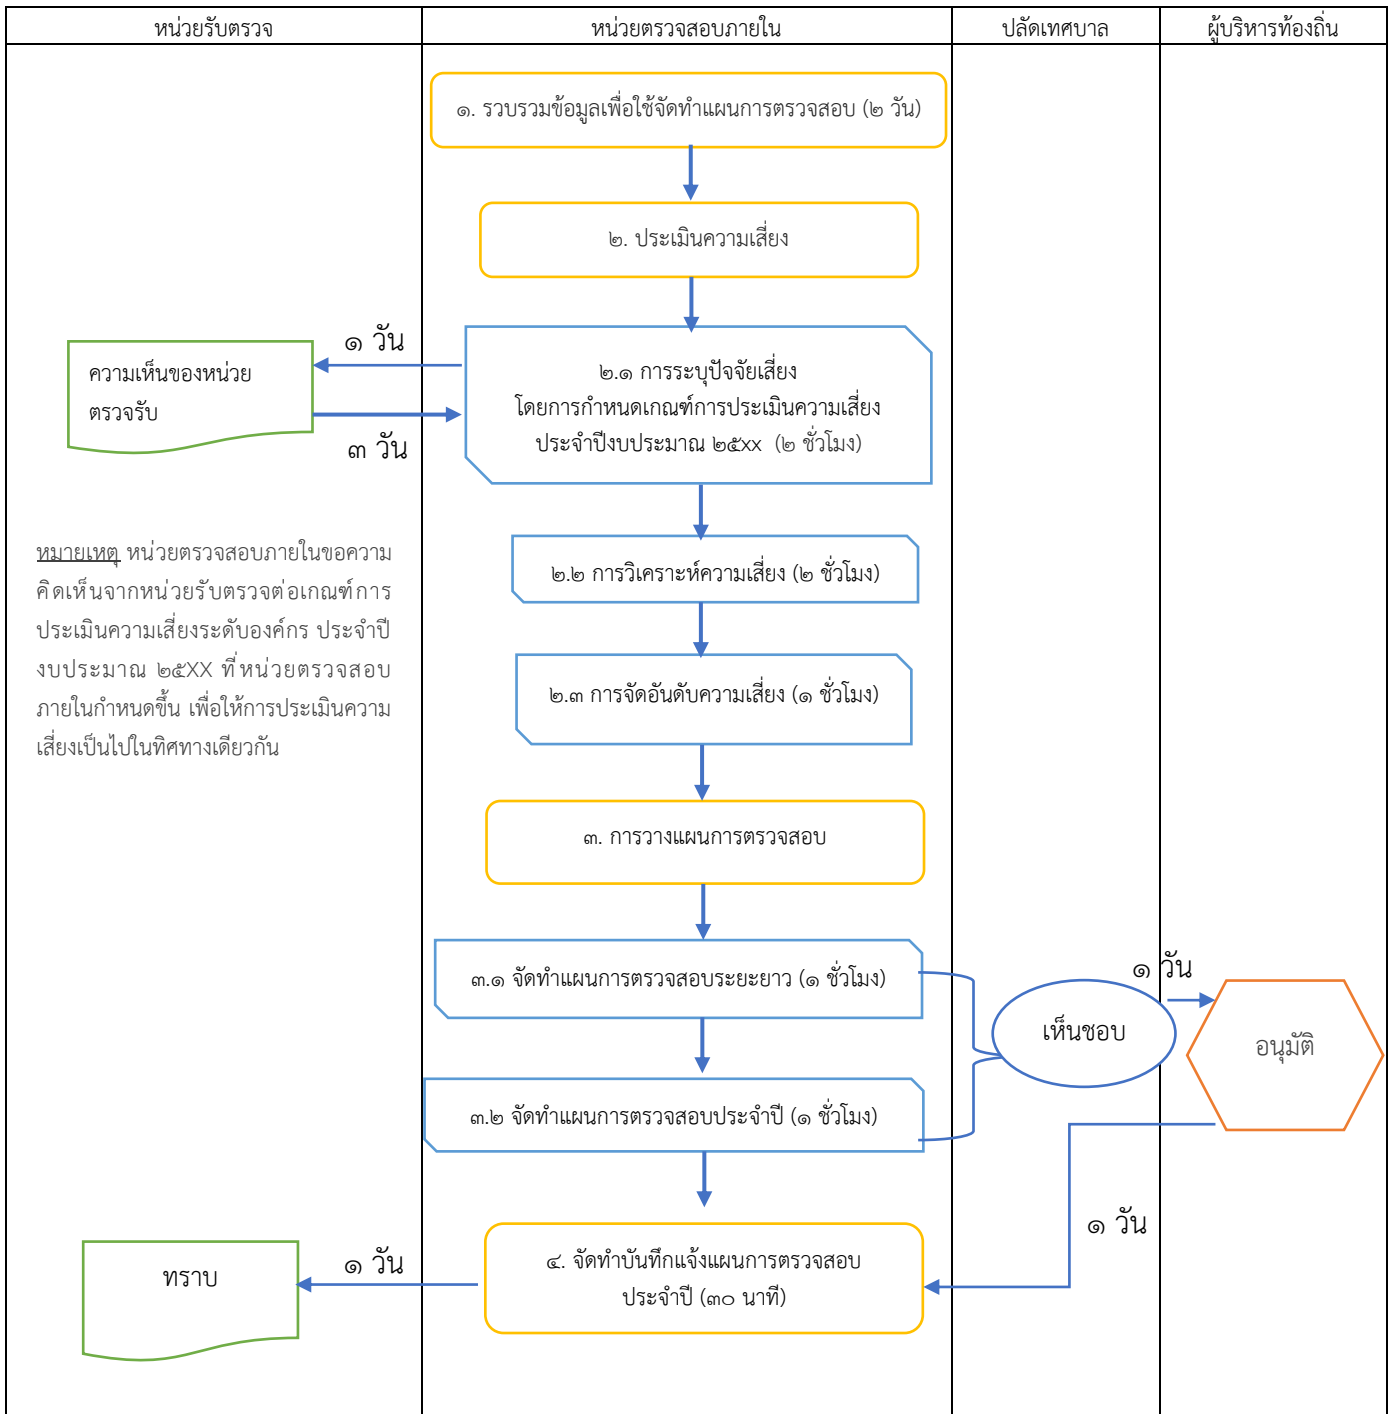 หน่วยรับตรวจ
หน่วยตรวจสอบภายใน
ปลัดเทศบาล
ผู้บริหารท้องถิ่น
๑. รวบรวมข้อมูลเพื่อใช้จัดทำแผนการตรวจสอบ (๒ วัน)
๒. ประเมินความเสี่ยง
๑ วัน
ความเห็นของหน่วย
ตรวจรับ
๓ วัน
๒.๑ การระบุปัจจัยเสี่ยง
โดยการกำหนดเกณฑ์การประเมินความเสี่ยง
ประจำปีงบประมาณ ๒๕xx (๒ ชั่วโมง)
หมายเหตุ หน่วยตรวจสอบภายในขอความ
คิดเห็นจากหน่วยรับตรวจต่อเกณฑ์การ
ประเมินความเสี่ยงระดับองค์กร ประจำปี
งบประมาณ ๒๕XX ที่หน่วยตรวจสอบ
ภายในกำหนดขึ้น เพื่อให้การประเมินความ
เสี่ยงเป็นไปในทิศทางเดียวกัน
๒.๒ การวิเคราะห์ความเสี่ยง (๒ ชั่วโมง)
๒.๓ การจัดอันดับความเสี่ยง (๑ ชั่วโมง)
๓. การวางแผนการตรวจสอบ
๓.๑ จัดทำแผนการตรวจสอบระยะยาว (๑ ชั่วโมง)
๑ วัน
เห็นชอบ
อนุมัติ
๓.๒ จัดทำแผนการตรวจสอบประจำปี (๑ ชั่วโมง)
๑ วัน
๔. จัดทำบันทึกแจ้งแผนการตรวจสอบ
ประจำปี (๓๐ นาที)
๑ วัน
ทราบ